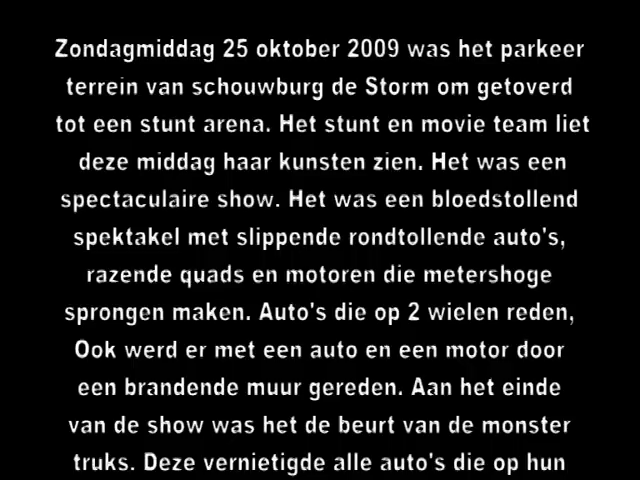 Zondagmiddag 25 oktober 2009 was het parkeer
terrein van schouwburg de Storm om getoverd
tot een stunt arena. Het stunt en movie team liet
deze middag haar kunsten zien. Het was een
spectaculaire show. Het was een bloedstollend
spektakel met slippende rondtollende auto's,
razende quads en motoren die metershoge
sprongen maken. Auto's die op 2 wielen reden,
Ook werd er met een auto en een motor door
een brandende muur gereden. Aan het einde
van de show was het de beurt van de monster
truks. Deze vernietigde alle auto's die op hun